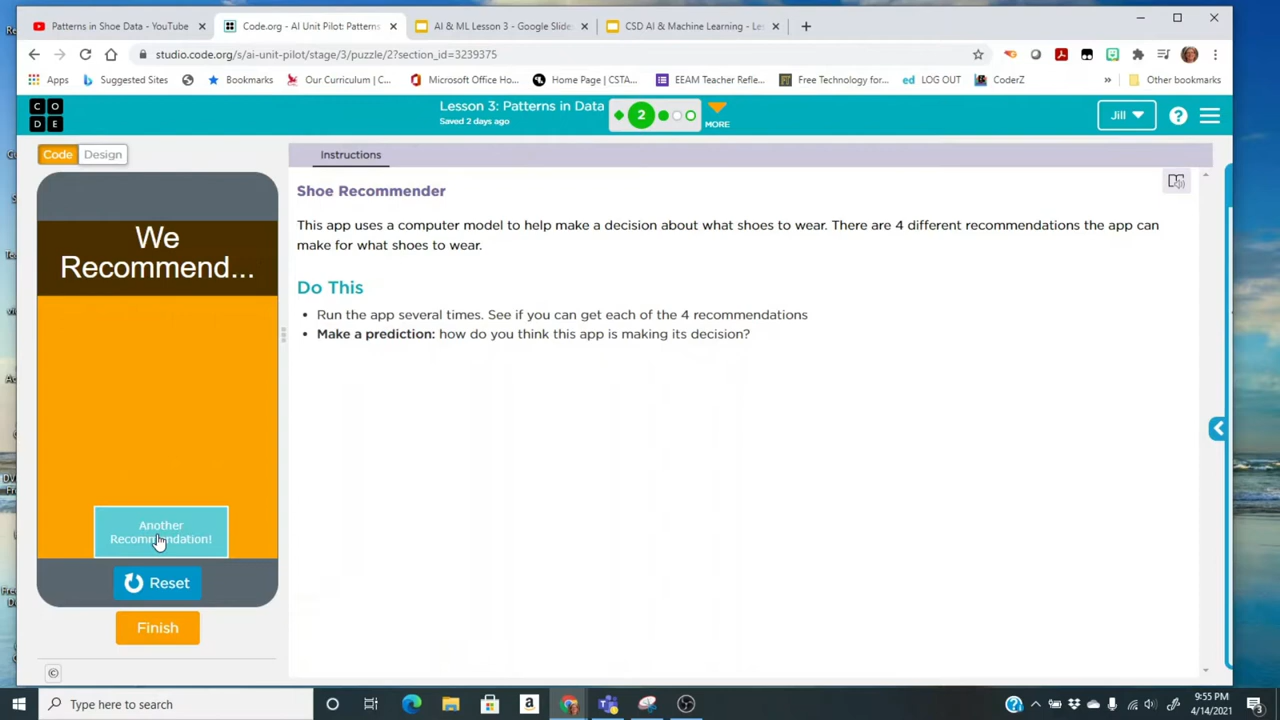 Patterns in Shoe Data - YouTube
Code.org - AI Unit Pilot: Patterns
AI & ML Lesson 3 - Google Slides
CSD AI & Machine Learning - Le
studio.code.org/s/ai-unit-pilot/stage/3/puzzle/2?section_id=3239375
Apps
Suggested Sites
Bookmarks
Our Curriculum | C...
Microsoft Office Ho...
Home Page | CSTA...
EEAM Teacher Refle...
Free Technology for...
ed LOG OUT
CoderZ
»
Other bookmarks
CO
DE
Lesson 3: Patterns in Data
Saved 2 days ago
2
MORE
Jill
?
Code
Design
Instructions
We
Recommend...
Shoe Recommender
This app uses a computer model to help make a decision about what shoes to wear. There are 4 different recommendations the app can
make for what shoes to wear.
Do This
• Run the app several times. See if you can get each of the 4 recommendations
• Make a prediction: how do you think this app is making its decision?
Another
Recommendation!
Reset
Finish
©
Type here to search
9:55 PM
4/14/2021
3